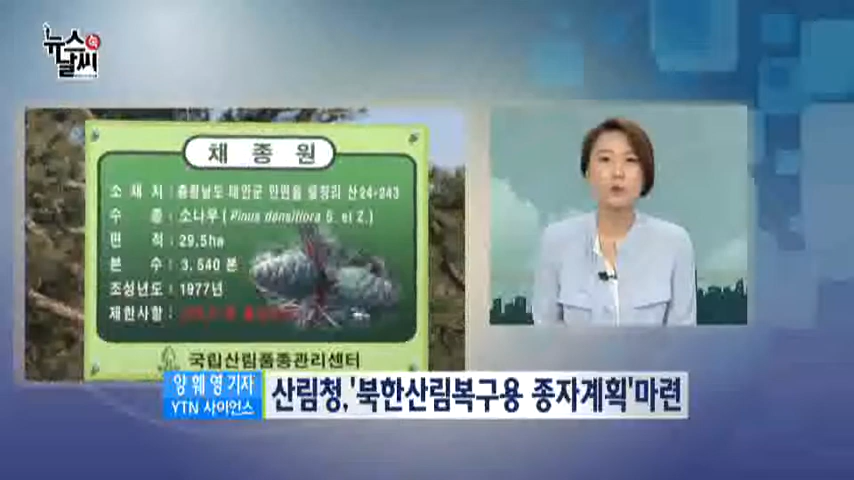 뉴스 속
날씨
채종원
소재지 : 충청남도 태안군 안면읍 산24-243
수종 : 소나무 ( Pinus densiflora S. et Z. )
면적 : 29.5ha
본수 : 3,540 본
조성년도 : 1977년
제한사항 :
국립산림품종관리센터
양훼영 기자
YTN 사이언스
산림청, '북한산림복구용 종자계획' 마련